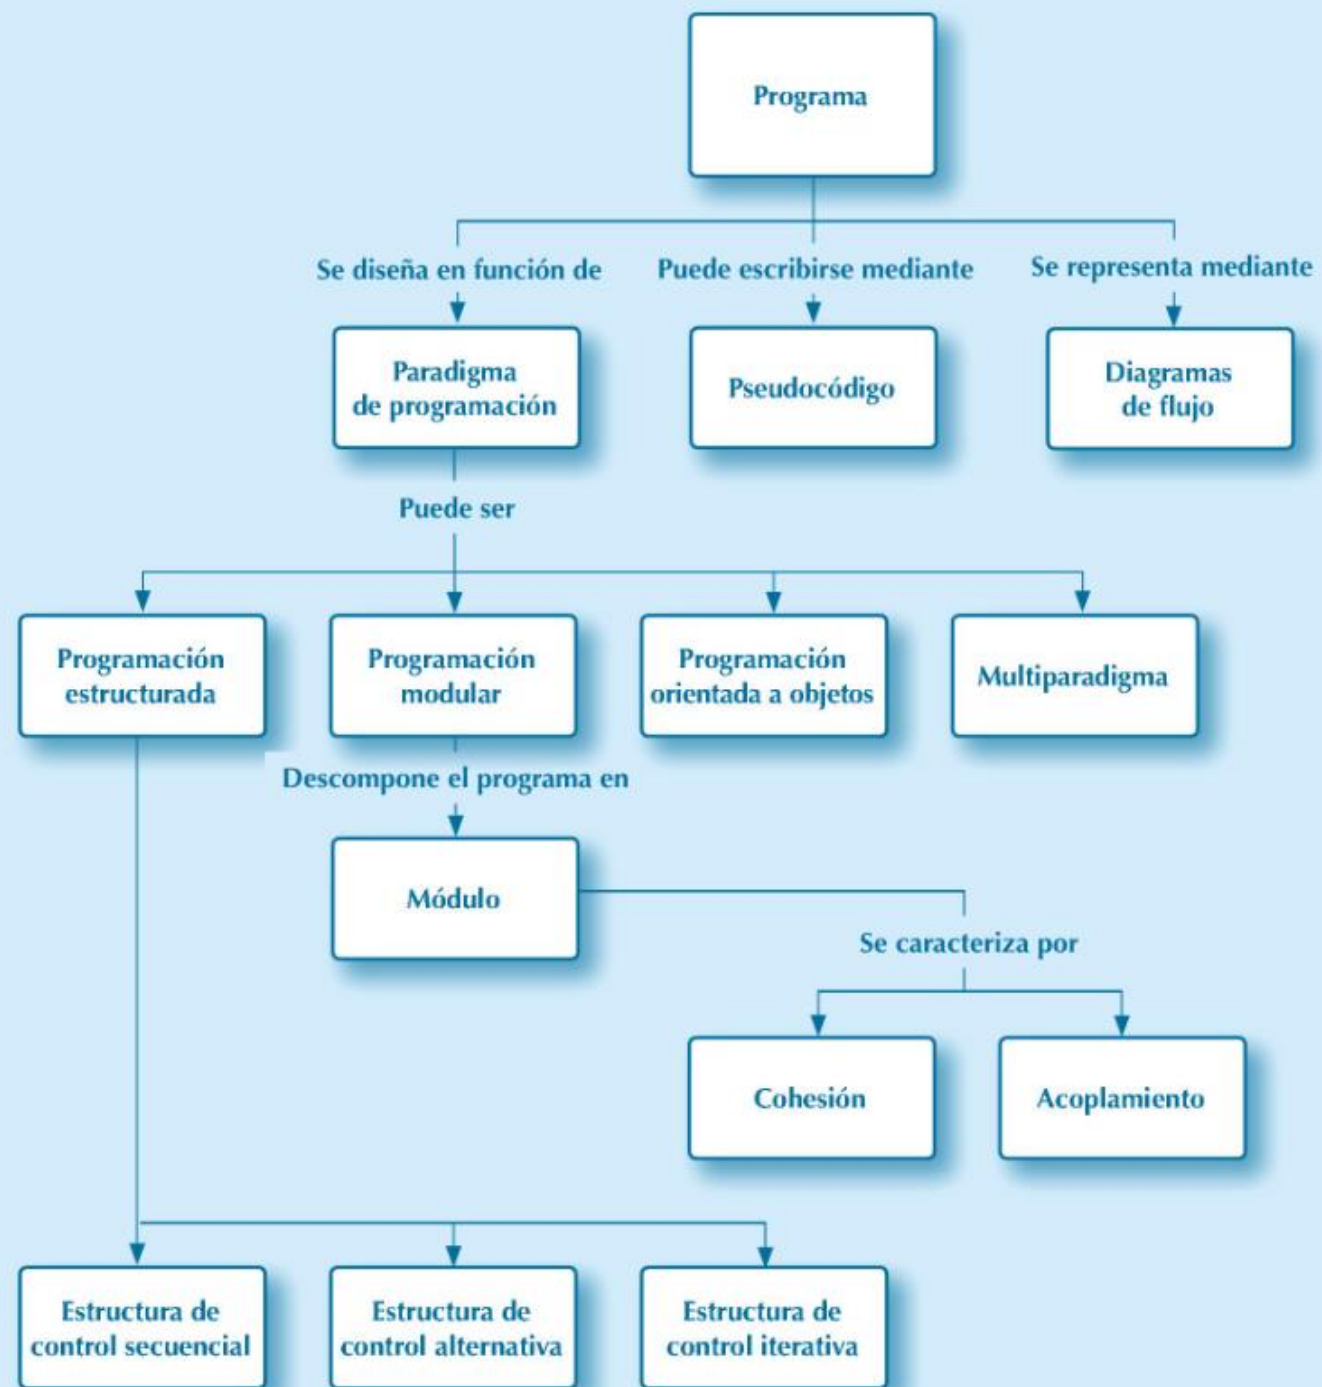 Programa
Se diseña en función de
Puede escribirse mediante
Se representa mediante
Paradigma
de programación
Pseudocódigo
Diagramas
de flujo
Puede ser
Programación
estructurada
Programación
modular
Programación
orientada a objetos
Multiparadigma
Descompone el programa en
Módulo
Se caracteriza por
Cohesión
Acoplamiento
Estructura de
control secuencial
Estructura de
control alternativa
Estructura de
control iterativa